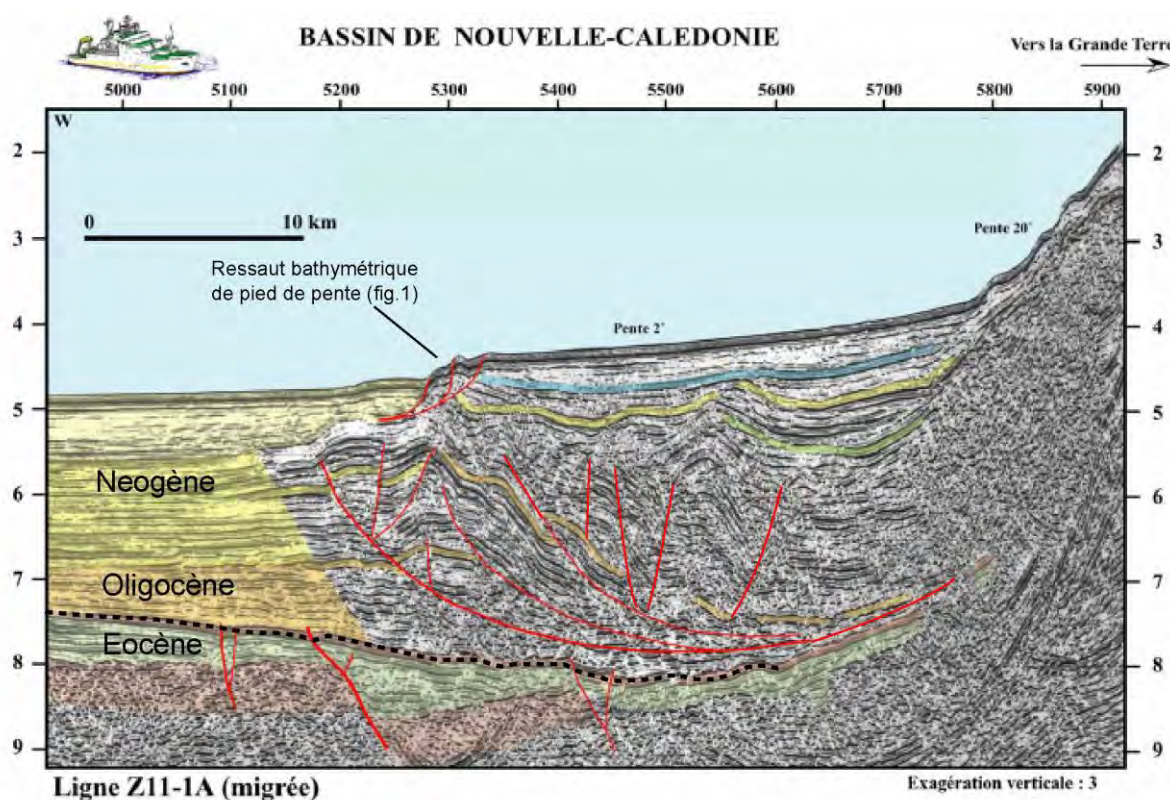 BASSIN DE NOUVELLE-CALEDONIE
Vers la Grande Terre
5000 5100 5200 5300 5400 5500 5600 5700 5800 5900
W
2 2
0 10 km
3 3
Pente 20°
Ressaut bathymétrique
de pied de pente (fig.1)
4 4
Pente 2°
5 5
Neogène
6 6
Oligocène
7 7
Eocène
8 8
9 9
Ligne Z11-1A (migrée)
Exagération verticale : 3